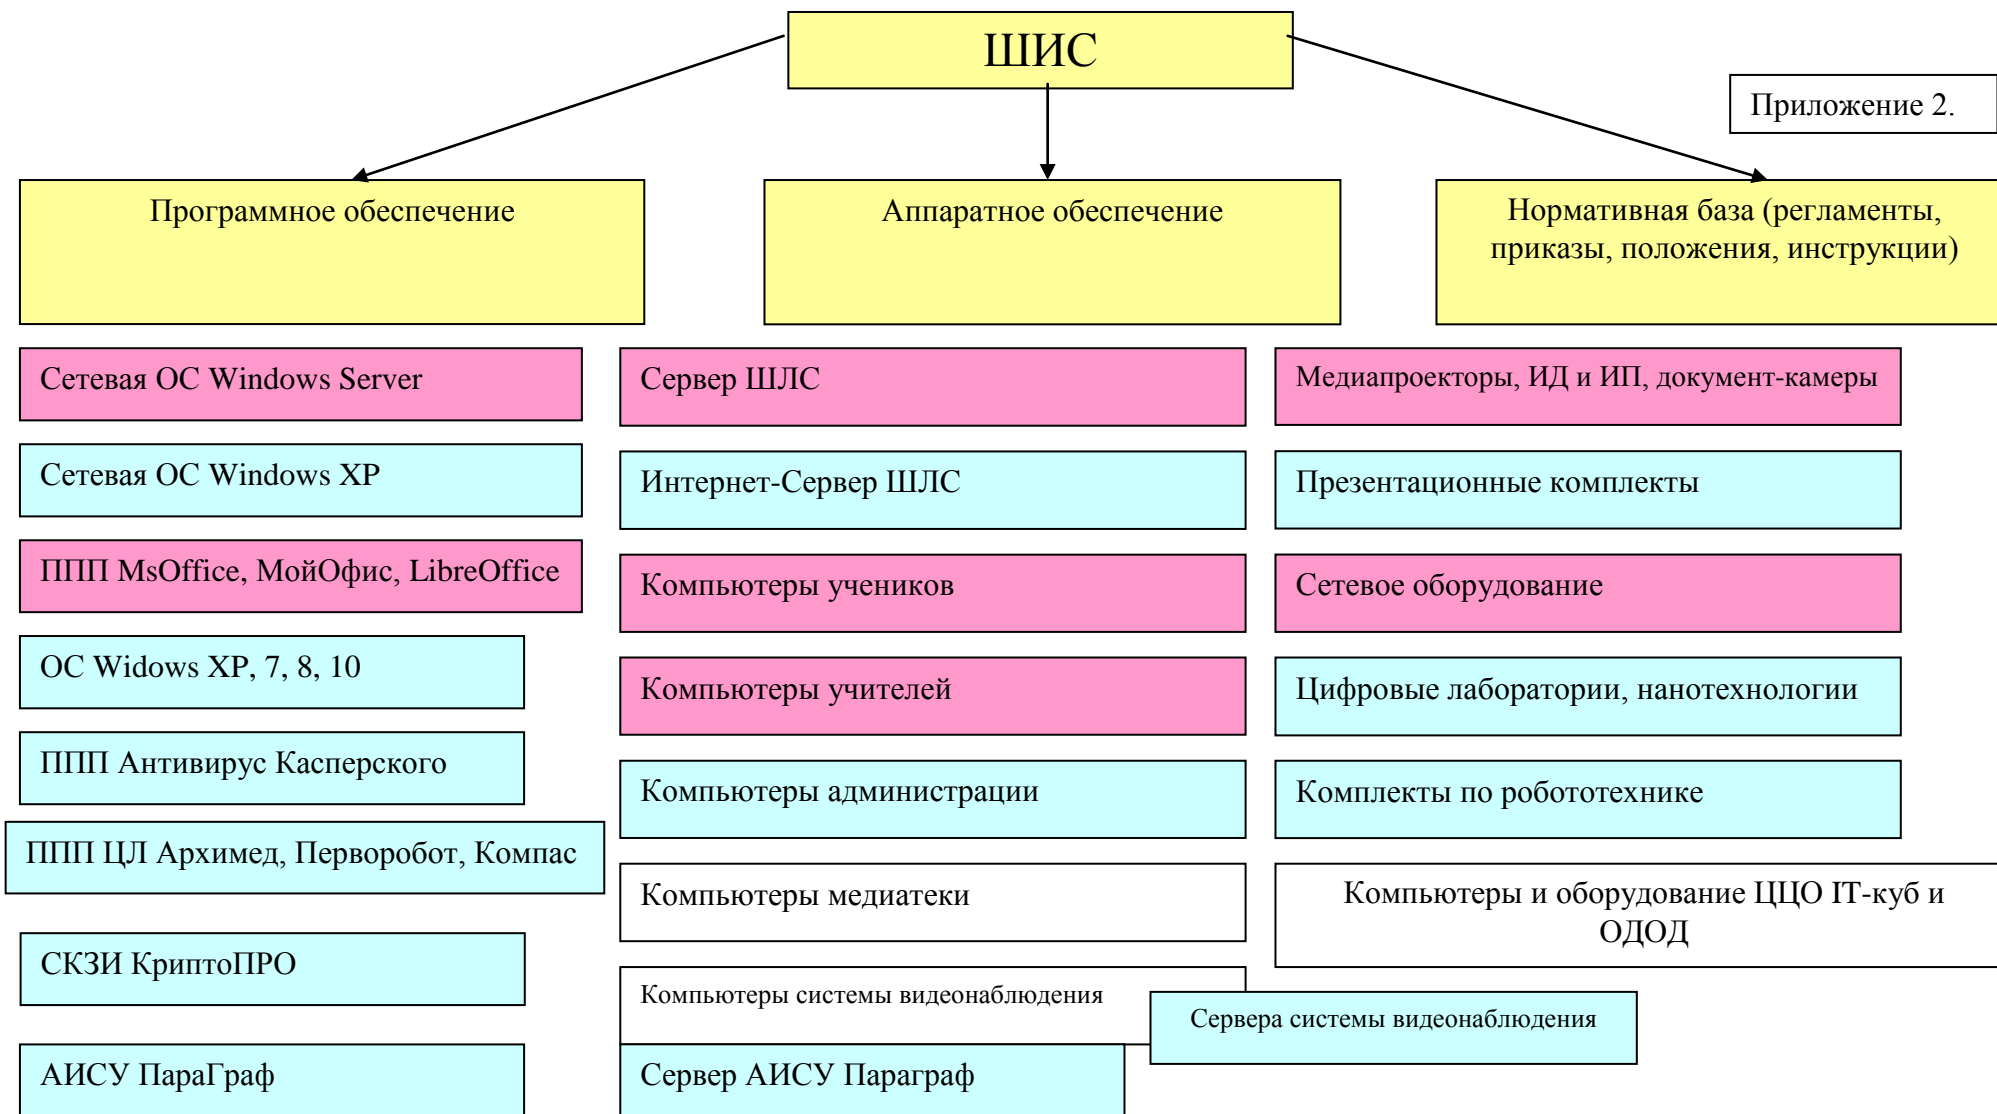 ШИС
Приложение 2.
Программное обеспечение
Аппаратное обеспечение
Нормативная база (регламенты,
приказы, положения, инструкции)
Сетевая ОС Windows Server
Сетевая ОС Windows XP
ППП MsOffice, МойОфис, LibreOffice
ОС Widows XP, 7, 8, 10
ППП Антивирус Касперского
ППП ЦЛ Архимед, Перворобот, Компас
СКЗИ КриптоПРО
АИСУ ПараГраф
Сервер ШЛС
Интернет-Сервер ШЛС
Компьютеры учеников
Компьютеры учителей
Компьютеры администрации
Компьютеры медиатеки
Компьютеры системы видеонаблюдения
Сервер АИСУ Параграф
Медиапроекторы, ИД и ИП, документ-камеры
Презентационные комплекты
Сетевое оборудование
Цифровые лаборатории, нанотехнологии
Комплекты по робототехнике
Компьютеры и оборудование ЦЦО IT-куб и
ОДОД
Сервера системы видеонаблюдения